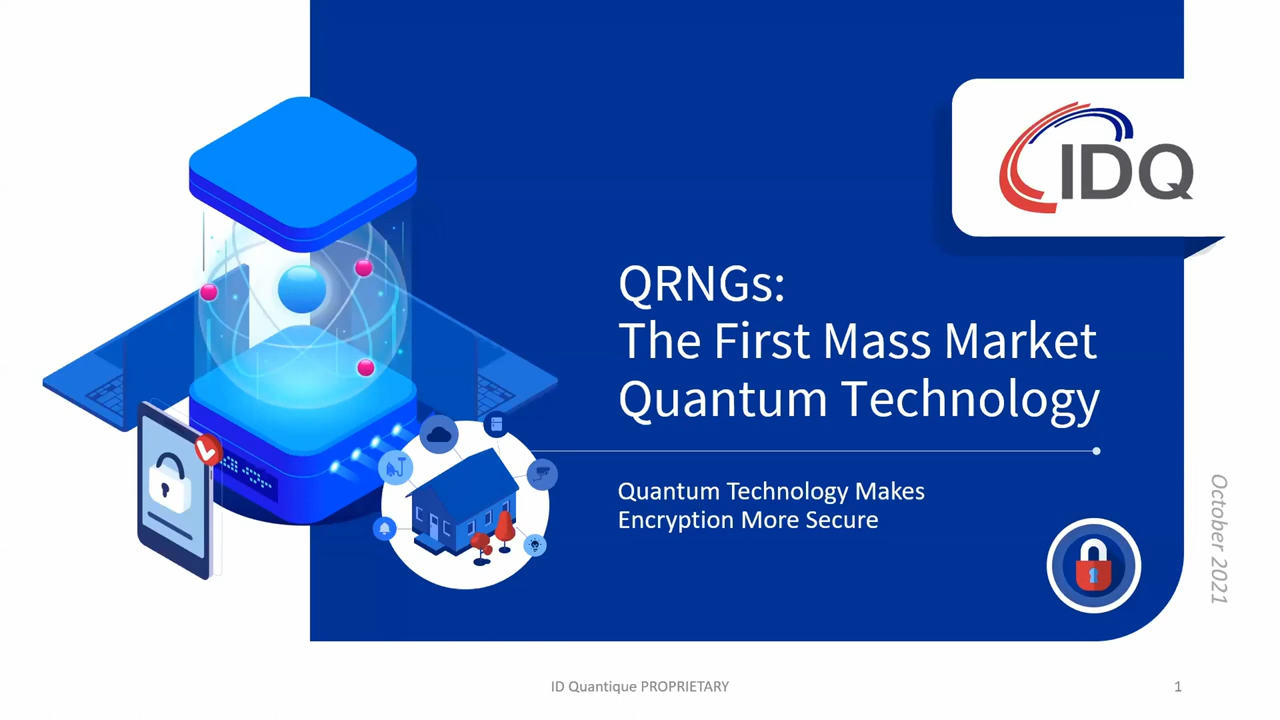 IDQ
QRNGs:
The First Mass Market
Quantum Technology
Quantum Technology Makes
Encryption More Secure
October 2021
ID Quantique PROPRIETARY
1